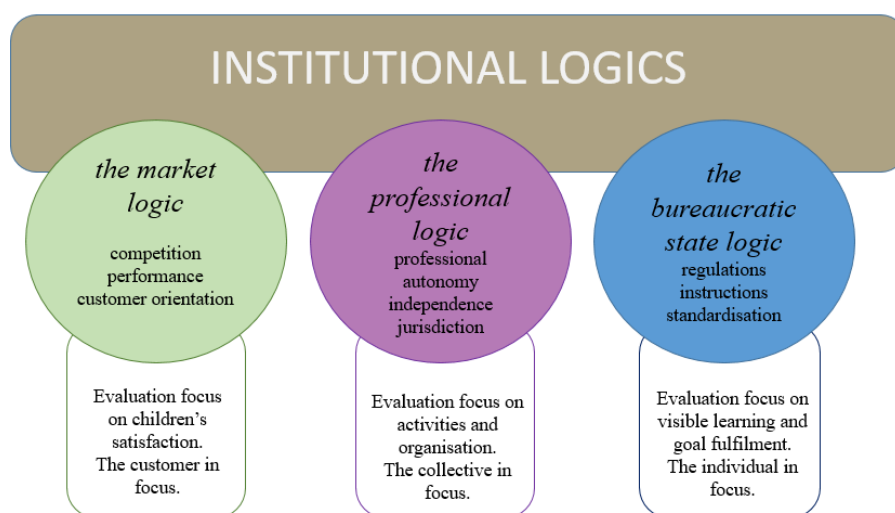 INSTITUTIONAL LOGICS
the market
logic
competition
performance
customer orientation
Evaluation focus
on children’s
satisfaction.
The customer in
focus.
the
professional
logic
professional
autonomy
independence
jurisdiction
Evaluation focus on
activities and
organisation.
The collective in
focus.
the
bureaucratic
state logic
regulations
instructions
standardisation
Evaluation focus on
visible learning and
goal fulfilment.
The individual in
focus.